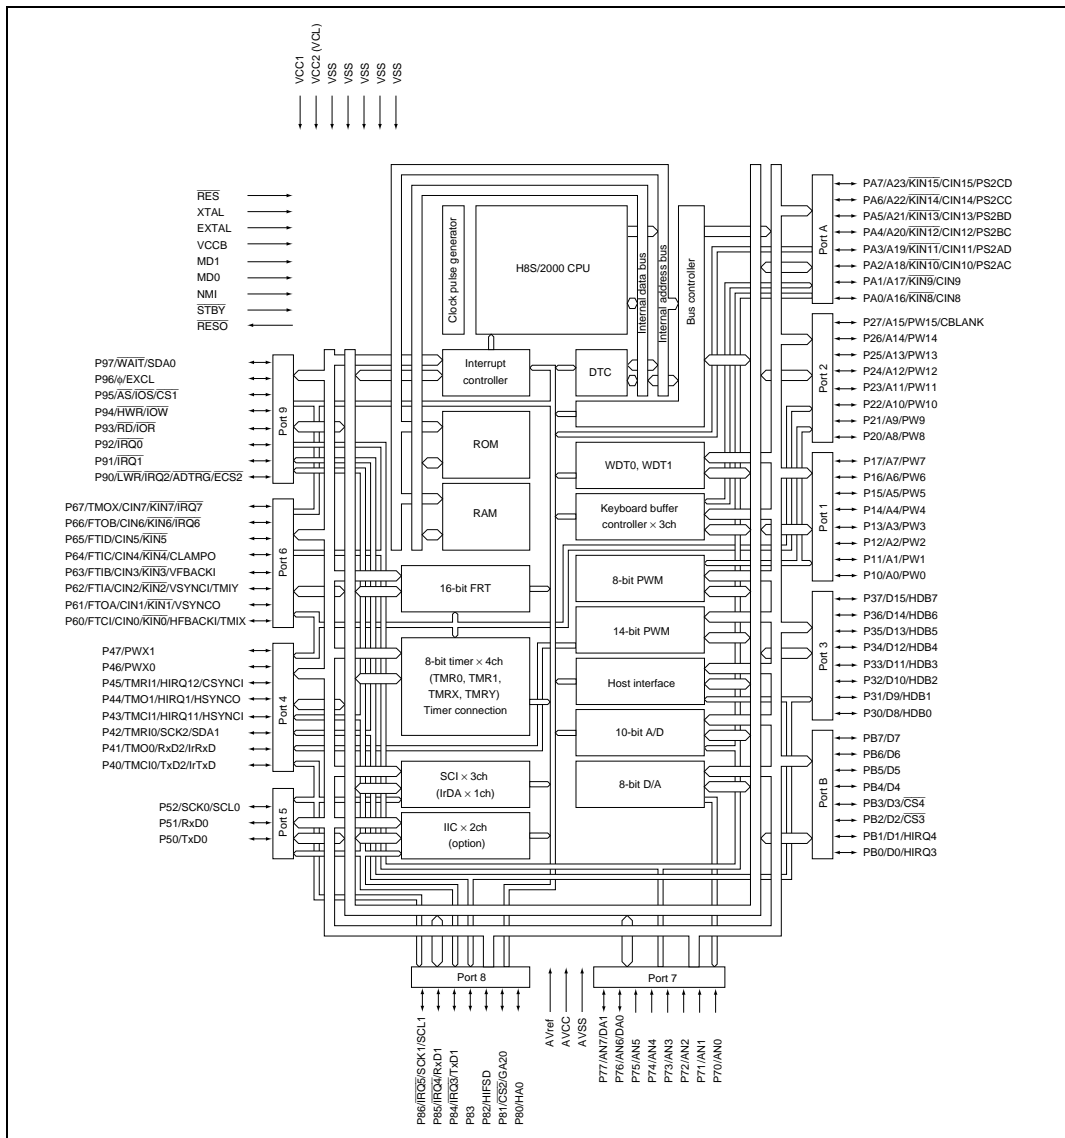 VCC1
VCC2 (VCL)
VSS
VSS
VSS
VSS
VSS
RES
XTAL
EXTAL
VCCB
MD1
MD0
NMI
STBY
RESO
P97/WAIT/SDA0
P96/φ/EXCL
P95/AS/IOS/CS1
P94/HWR/IOW
P93/RD/IOR
P92/IRQ0
P91/IRQ1
P90/LWR/IRQ2/ADTRG/ECS2
Port 9
P67/TMOX/CIN7/KIN7/IRQ7
P66/FTOB/CIN6/KIN6/IRQ6
P65/FTID/CIN5/KIN5
P64/FTIC/CIN4/KIN4/CLAMPO
P63/FTIB/CIN3/KIN3/VFBACKI
P62/FTIA/CIN2/KIN2/VSYNCI/TMIY
P61/FTOA/CIN1/KIN1/VSYNCO
P60/FTCI/CIN0/KIN0/HFBACKI/TMIX
Port 6
P47/PWX1
P46/PWX0
P45/TMRI1/HIRQ12/CSYNCI
P44/TMO1/HIRQ1/HSYNCO
P43/TMCI1/HIRQ11/HSYNCI
P42/TMRI0/SCK2/SDA1
P41/TMO0/RxD2/IrRxD
P40/TMCI0/TxD2/IrTxD
Port 4
P52/SCK0/SCL0
P51/RxD0
P50/TxD0
Port 5
Clock pulse generator
H8S/2000 CPU
Internal data bus
Internal address bus
Bus controller
Interrupt
controller
DTC
ROM
RAM
WDT0, WDT1
Keyboard buffer
controller × 3ch
16-bit FRT
8-bit PWM
14-bit PWM
8-bit timer × 4ch
(TMR0, TMR1,
TMRX, TMRY)
Timer connection
Host interface
10-bit A/D
SCI × 3ch
(IrDA × 1ch)
8-bit D/A
IIC × 2ch
(option)
Port A
PA7/A23/KIN15/CIN15/PS2CD
PA6/A22/KIN14/CIN14/PS2CC
PA5/A21/KIN13/CIN13/PS2BD
PA4/A20/KIN12/CIN12/PS2BC
PA3/A19/KIN11/CIN11/PS2AD
PA2/A18/KIN10/CIN10/PS2AC
PA1/A17/KIN9/CIN9
PA0/A16/KIN8/CIN8
Port 2
P27/A15/PW15/CBLANK
P26/A14/PW14
P25/A13/PW13
P24/A12/PW12
P23/A11/PW11
P22/A10/PW10
P21/A9/PW9
P20/A8/PW8
Port 1
P17/A7/PW7
P16/A6/PW6
P15/A5/PW5
P14/A4/PW4
P13/A3/PW3
P12/A2/PW2
P11/A1/PW1
P10/A0/PW0
Port 3
P37/D15/HDB7
P36/D14/HDB6
P35/D13/HDB5
P34/D12/HDB4
P33/D11/HDB3
P32/D10/HDB2
P31/D9/HDB1
P30/D8/HDB0
Port B
PB7/D7
PB6/D6
PB5/D5
PB4/D4
PB3/D3/CS4
PB2/D2/CS3
PB1/D1/HIRQ4
PB0/D0/HIRQ3
Port 8
P86/IRQ5/SCK1/SCL1
P85/IRQ4/RxD1
P84/IRQ3/TxD1
P83
P82/HIFSD
P81/CS2/GA20
P80/HA0
AVref
AVCC
AVSS
Port 7
P77/AN7/DA1
P76/AN6/DA0
P75/AN5
P74/AN4
P73/AN3
P72/AN2
P71/AN1
P70/AN0